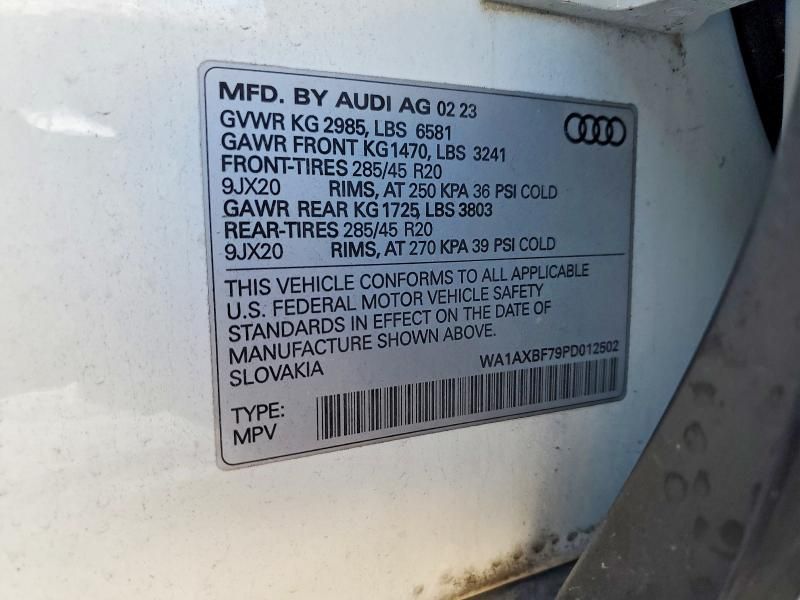 MFD. BY AUDI AG 02 23
GVWR KG 2985, LBS 6581
GAWR FRONT KG1470, LBS 3241
FRONT-TIRES 285/45 R20
9JX20 RIMS, AT 250 KPA 36 PSI COLD
GAWR REAR KG 1725, LBS 3803
REAR-TIRES 285/45 R20
9JX20 RIMS, AT 270 KPA 39 PSI COLD
THIS VEHICLE CONFORMS TO ALL APPLICABLE
U.S. FEDERAL MOTOR VEHICLE SAFETY
STANDARDS IN EFFECT ON THE DATE OF
MANUFACTURE SHOWN ABOVE.
SLOVAKIA WA1AXBF79PD012502
TYPE:
MPV